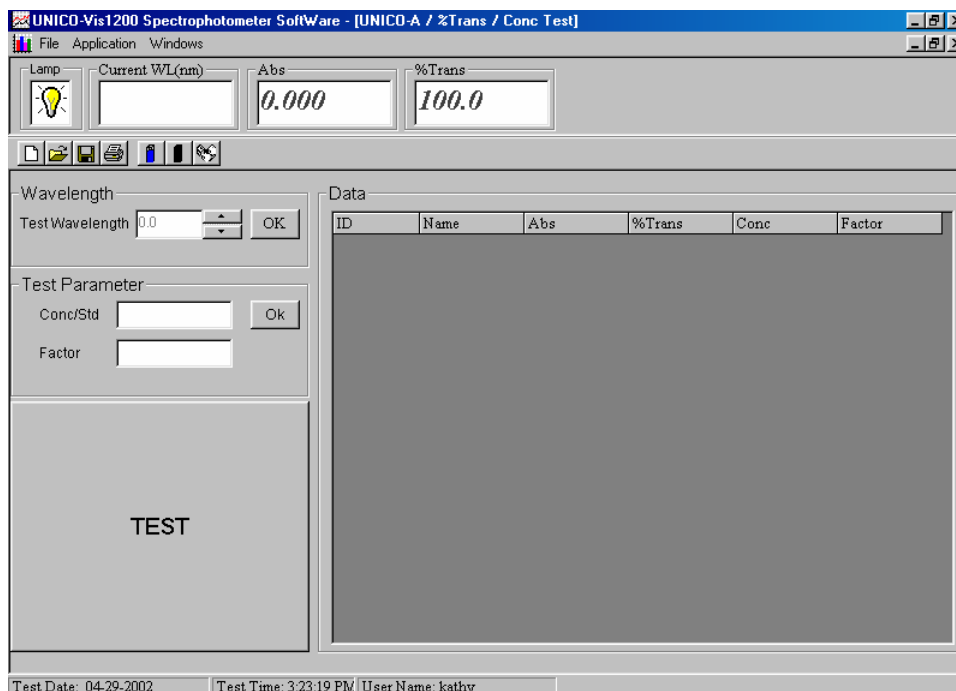 UNICO-Vis1200 Spectrophotometer SoftWare - [UNICO-A / %Trans / Conc Test]
File Application Windows
Lamp Current WL(nm) Abs %Trans
0.000 100.0
Wavelength
Test Wavelength 0.0 OK
Test Parameter
Conc/Std Ok
Factor
TEST
Data
ID Name Abs %Trans Conc Factor
Test Date: 04-29-2002 Test Time: 3:23:19 PM User Name: kathy